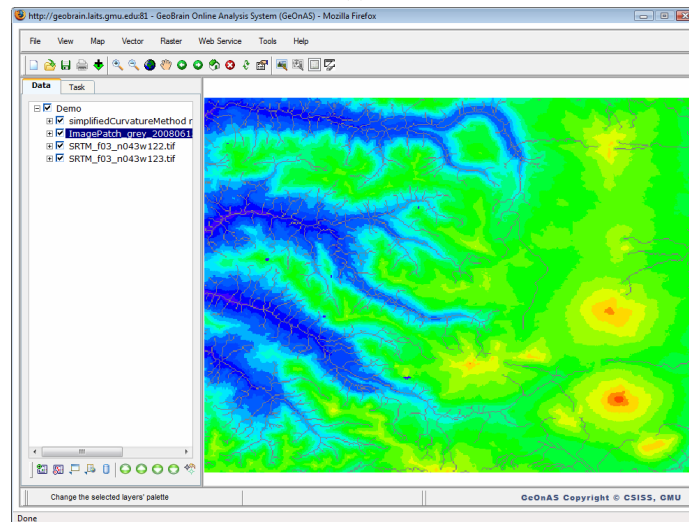 http://geobrain.laits.gmu.edu:81 - GeoBrain Online Analysis System (GeOnAS) - Mozilla Firefox
File View Map Vector Raster Web Service Tools Help
Data Task
Demo
simplifiedCurvatureMethod r
ImagePatch_grey_2008061
SRTM_f03_n043w122.tif
SRTM_f03_n043w123.tif
Change the selected layers' palette
GeOnAS Copyright © CSISS, GMU
Done